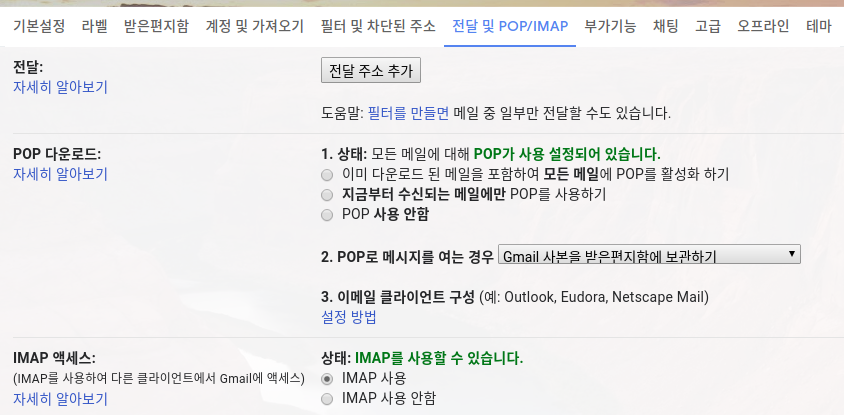 기본설정 라벨 받은편지함 계정 및 가져오기 필터 및 차단된 주소 전달 및 POP/IMAP 부가기능 채팅 고급 오프라인 테마
전달:
자세히 알아보기
전달 주소 추가
도움말: 필터를 만들면 메일 중 일부만 전달할 수도 있습니다.
POP 다운로드:
자세히 알아보기
1. 상태: 모든 메일에 대해 POP가 사용 설정되어 있습니다.
이미 다운로드 된 메일을 포함하여 모든 메일에 POP를 활성화 하기
지금부터 수신되는 메일에만 POP를 사용하기
POP 사용 안함
2. POP로 메시지를 여는 경우 Gmail 사본을 받은편지함에 보관하기
3. 이메일 클라이언트 구성 (예: Outlook, Eudora, Netscape Mail)
설정 방법
IMAP 액세스:
(IMAP를 사용하여 다른 클라이언트에서 Gmail에 액세스)
자세히 알아보기
상태: IMAP를 사용할 수 있습니다.
IMAP 사용
IMAP 사용 안함